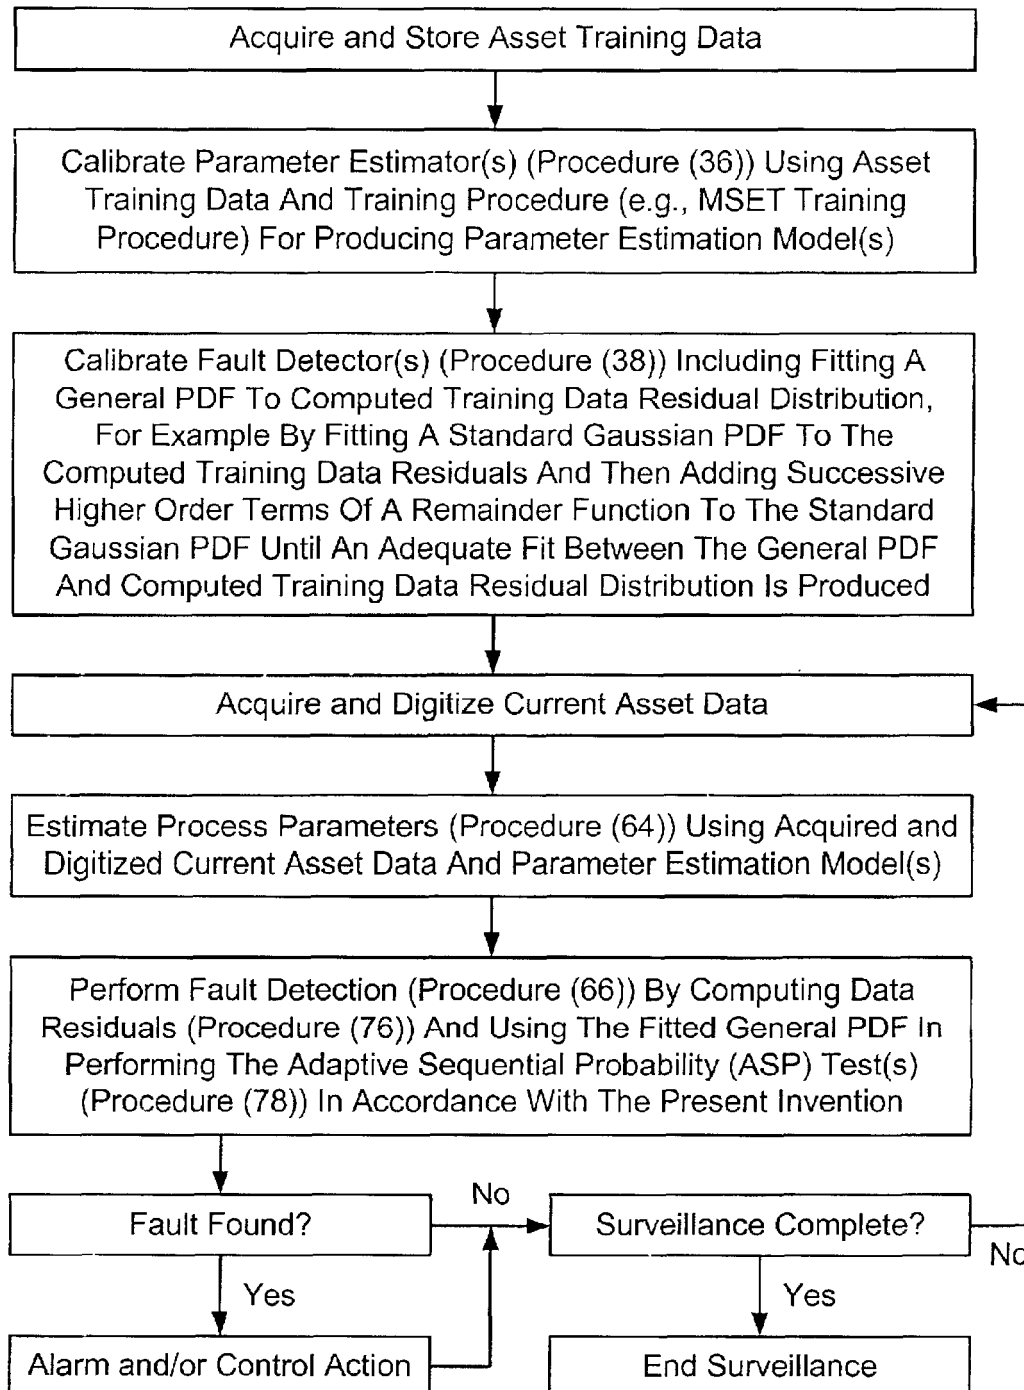 Acquire and Store Asset Training Data
Calibrate Parameter Estimator(s) (Procedure (36)) Using Asset
Training Data And Training Procedure (e.g., MSET Training
Procedure) For Producing Parameter Estimation Model(s)
Calibrate Fault Detector(s) (Procedure (38)) Including Fitting A
General PDF To Computed Training Data Residual Distribution,
For Example By Fitting A Standard Gaussian PDF To The
Computed Training Data Residuals And Then Adding Successive
Higher Order Terms Of A Remainder Function To The Standard
Gaussian PDF Until An Adequate Fit Between The General PDF
And Computed Training Data Residual Distribution Is Produced
Acquire and Digitize Current Asset Data
Estimate Process Parameters (Procedure (64)) Using Acquired and
Digitized Current Asset Data And Parameter Estimation Model(s)
Perform Fault Detection (Procedure (66)) By Computing Data
Residuals (Procedure (76)) And Using The Fitted General PDF In
Performing The Adaptive Sequential Probability (ASP) Test(s)
(Procedure (78)) In Accordance With The Present Invention
Fault Found?
No
Surveillance Complete?
No
Yes
Yes
Alarm and/or Control Action
End Surveillance